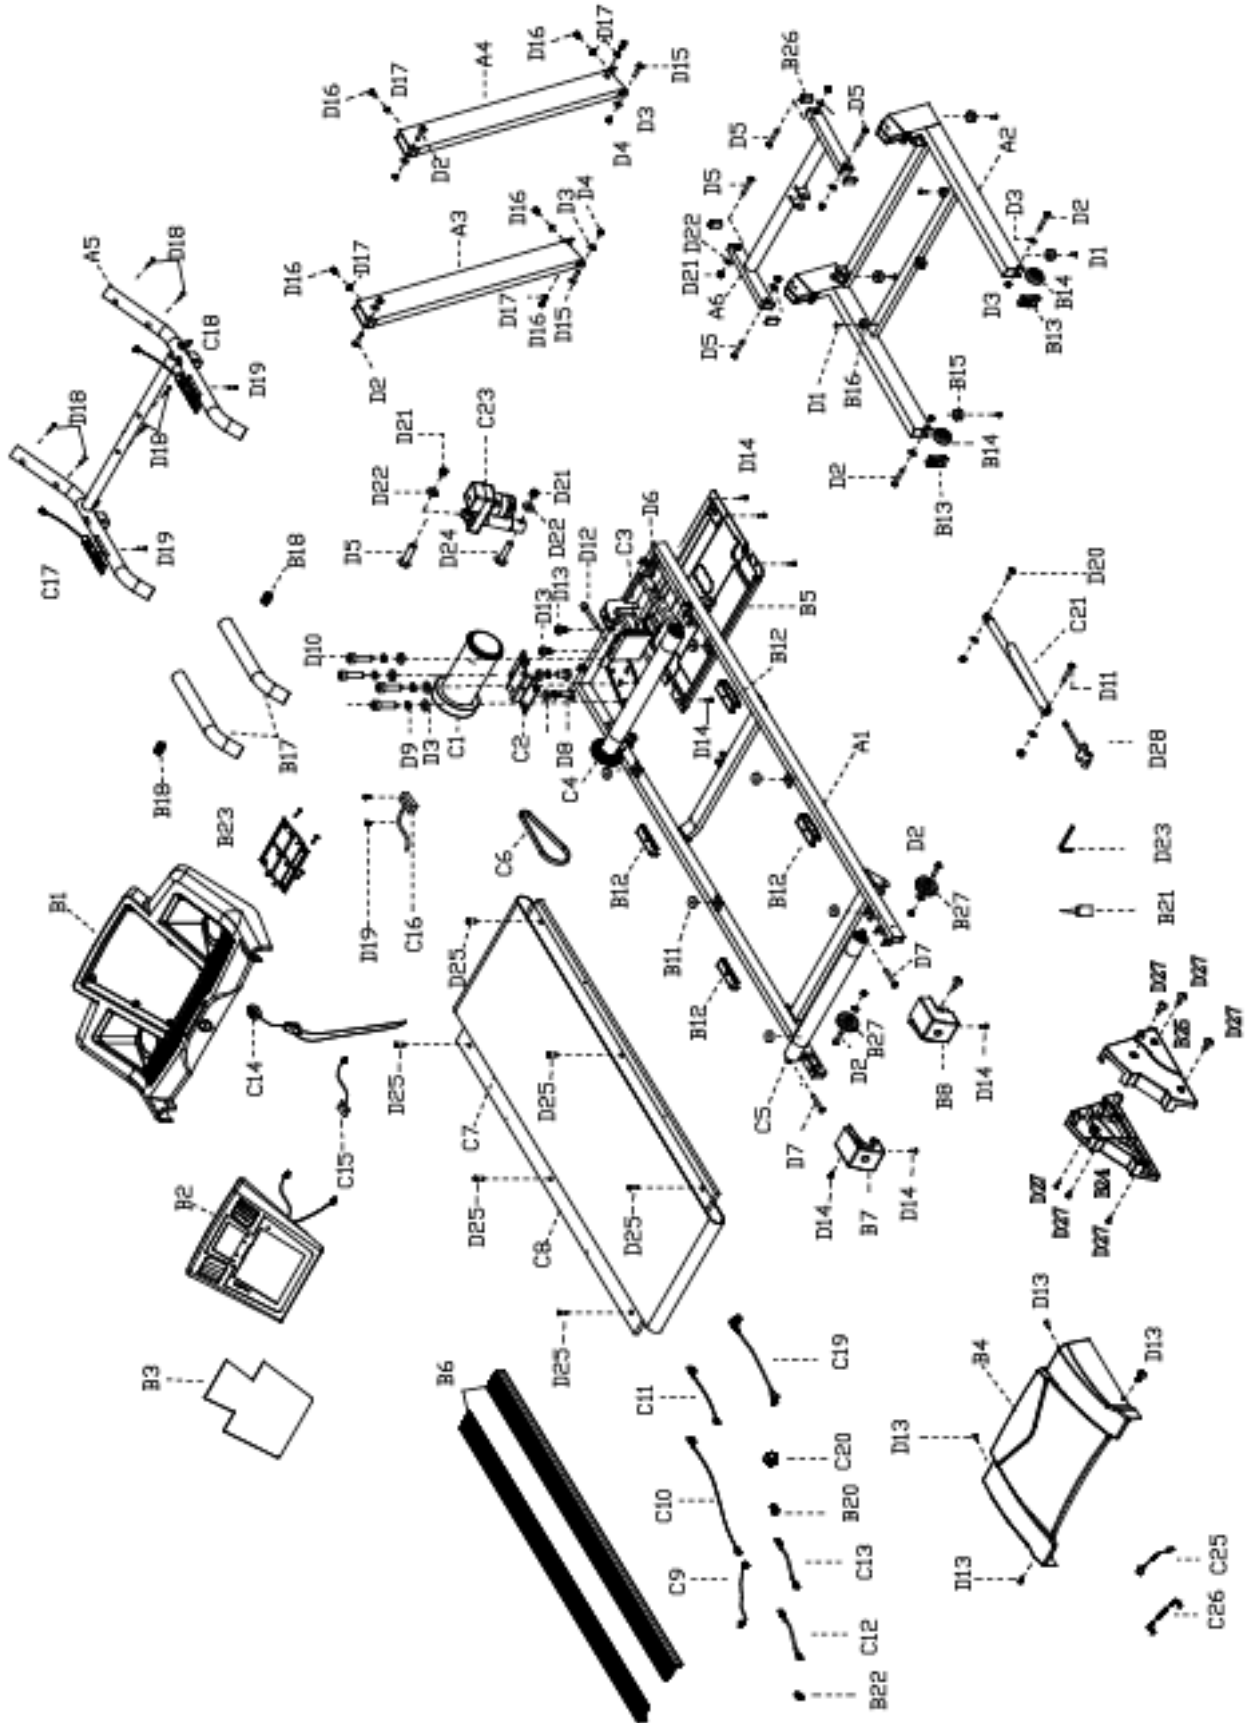 C17
D18
B1
A5
B3
B18
D19
D18
D18
B2
B23
C14
B17
D19
C18
B18
D16
D10
D16
C15
D19
D17
D2
D17
D25
C16
D9
D5
D22
D21
D3
B6
C7
D25
C1
D24
C23
A3
A4
D2
D25
C6
C2
D17
D16
D16
C8
D25
D8
D13
D22
D21
D15
D16
D25
C4
D13
D12
D3
D4
D4
D17
C11
D25
B12
C3
D3
C10
B11
D14
D6
D15
C9
B12
D5
A6
D21
D22
C19
C5
B12
B12
D14
D5
D5
B26
C20
D7
D2
B5
D1
B20
D14
B27
A1
B16
D5
C13
B7
D2
D2
C12
D14
B27
B13
B15
B22
D7
B14
D3
A2
D13
B8
B13
B14
D3
B4
D14
C21
D2
D13
D11
D20
D1
D13
D27
D27
D27
B24
D13
B25
D27
D27
D27
B21
D23
D28
C26
C25